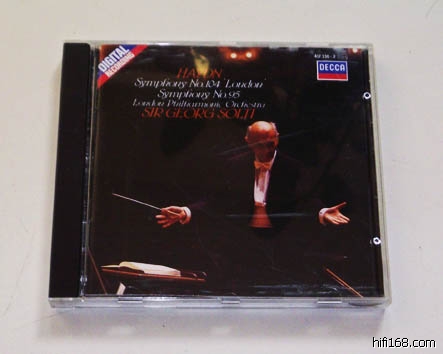 DIGITAL
RECORDING
DECCA
HAYDN
Symphony No.104 'London'
Symphony No.95
London Philharmonic Orchestra
SIR GEORG SOLTI
hifi168.com